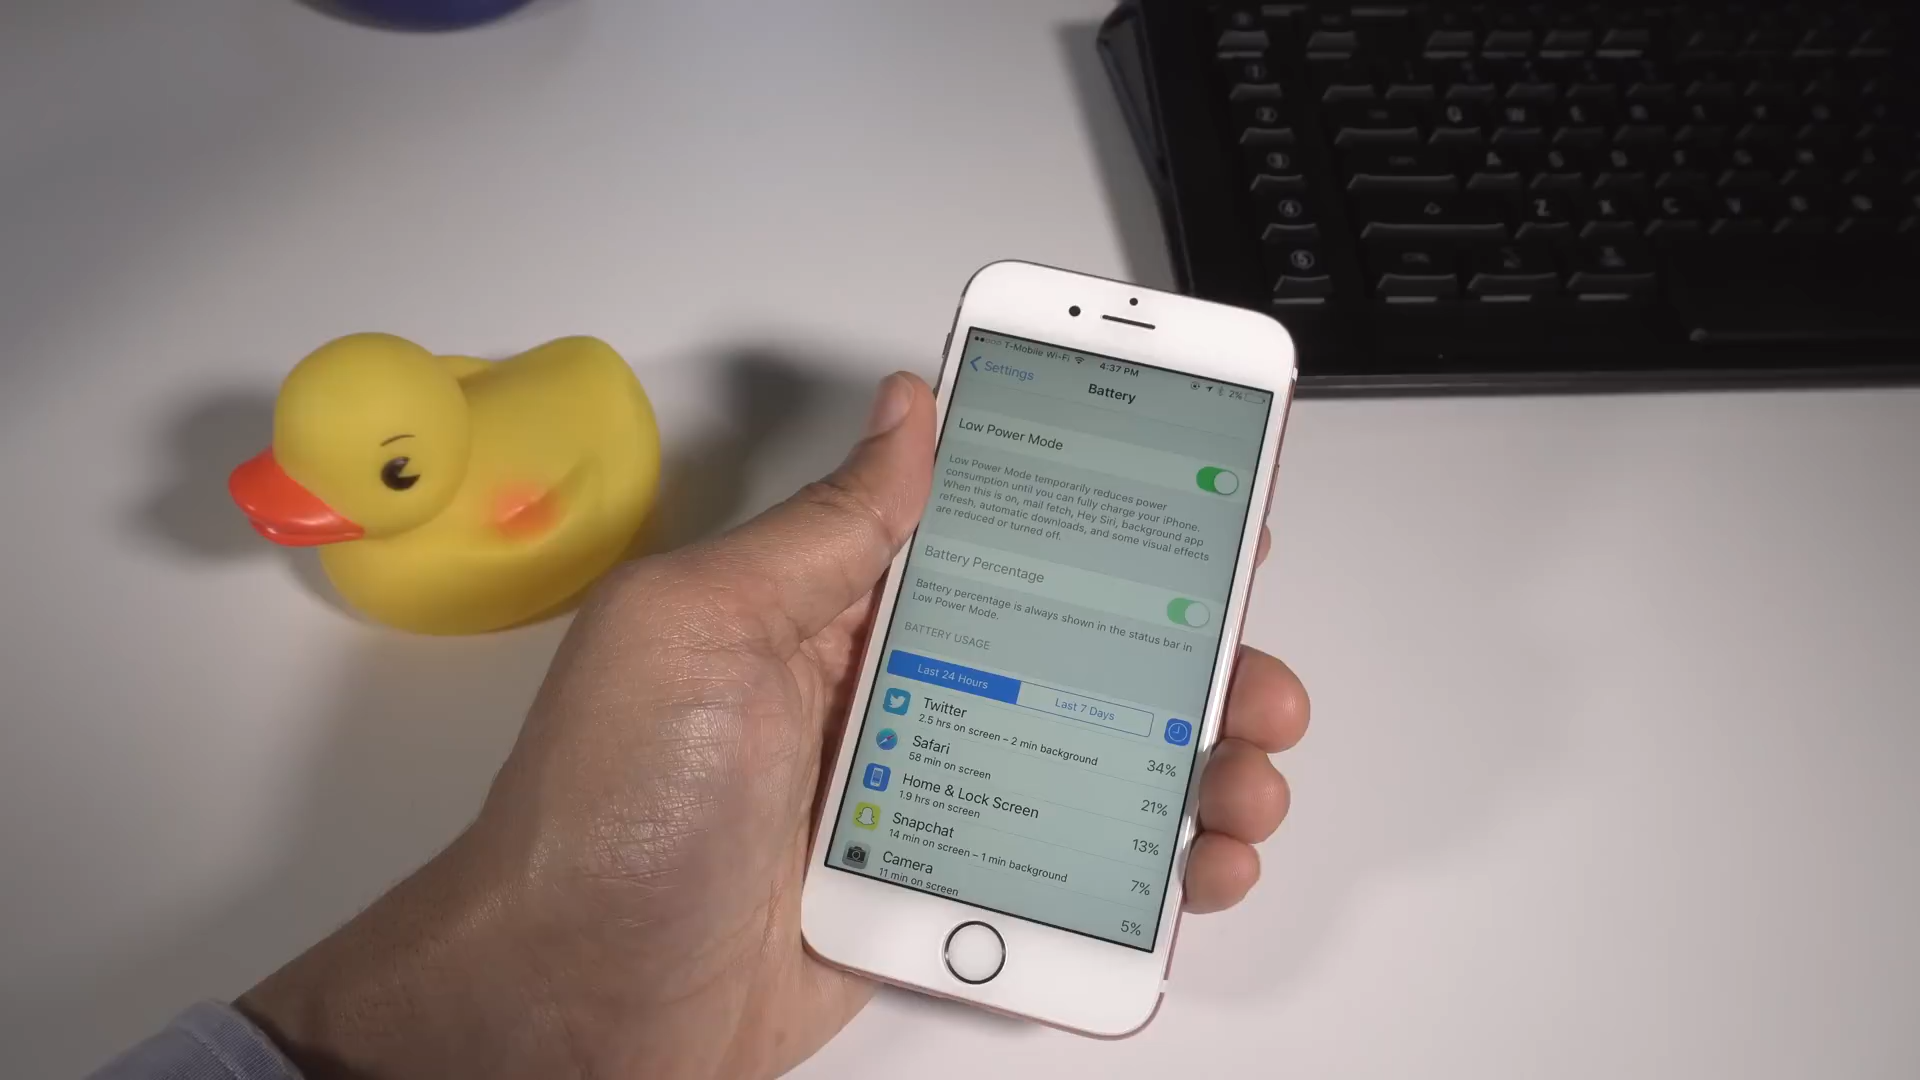 T-Mobile Wi-Fi 4:37 PM 2%
Settings
Battery
Low Power Mode
Low Power Mode temporarily reduces power
consumption until you can fully charge your iPhone.
When this is on, mail fetch, Hey Siri, background app
refresh, automatic downloads, and some visual effects
are reduced or turned off.
Battery Percentage
Battery percentage is always shown in the status bar in
Low Power Mode.
BATTERY USAGE
Last 24 Hours Last 7 Days
Twitter
2.5 hrs on screen – 2 min background
34%
Safari
58 min on screen
21%
Home & Lock Screen
1.9 hrs on screen
13%
Snapchat
14 min on screen – 1 min background
7%
Camera
11 min on screen
5%
1
2 Q W E
3 A S D F
4 Z X C V
5